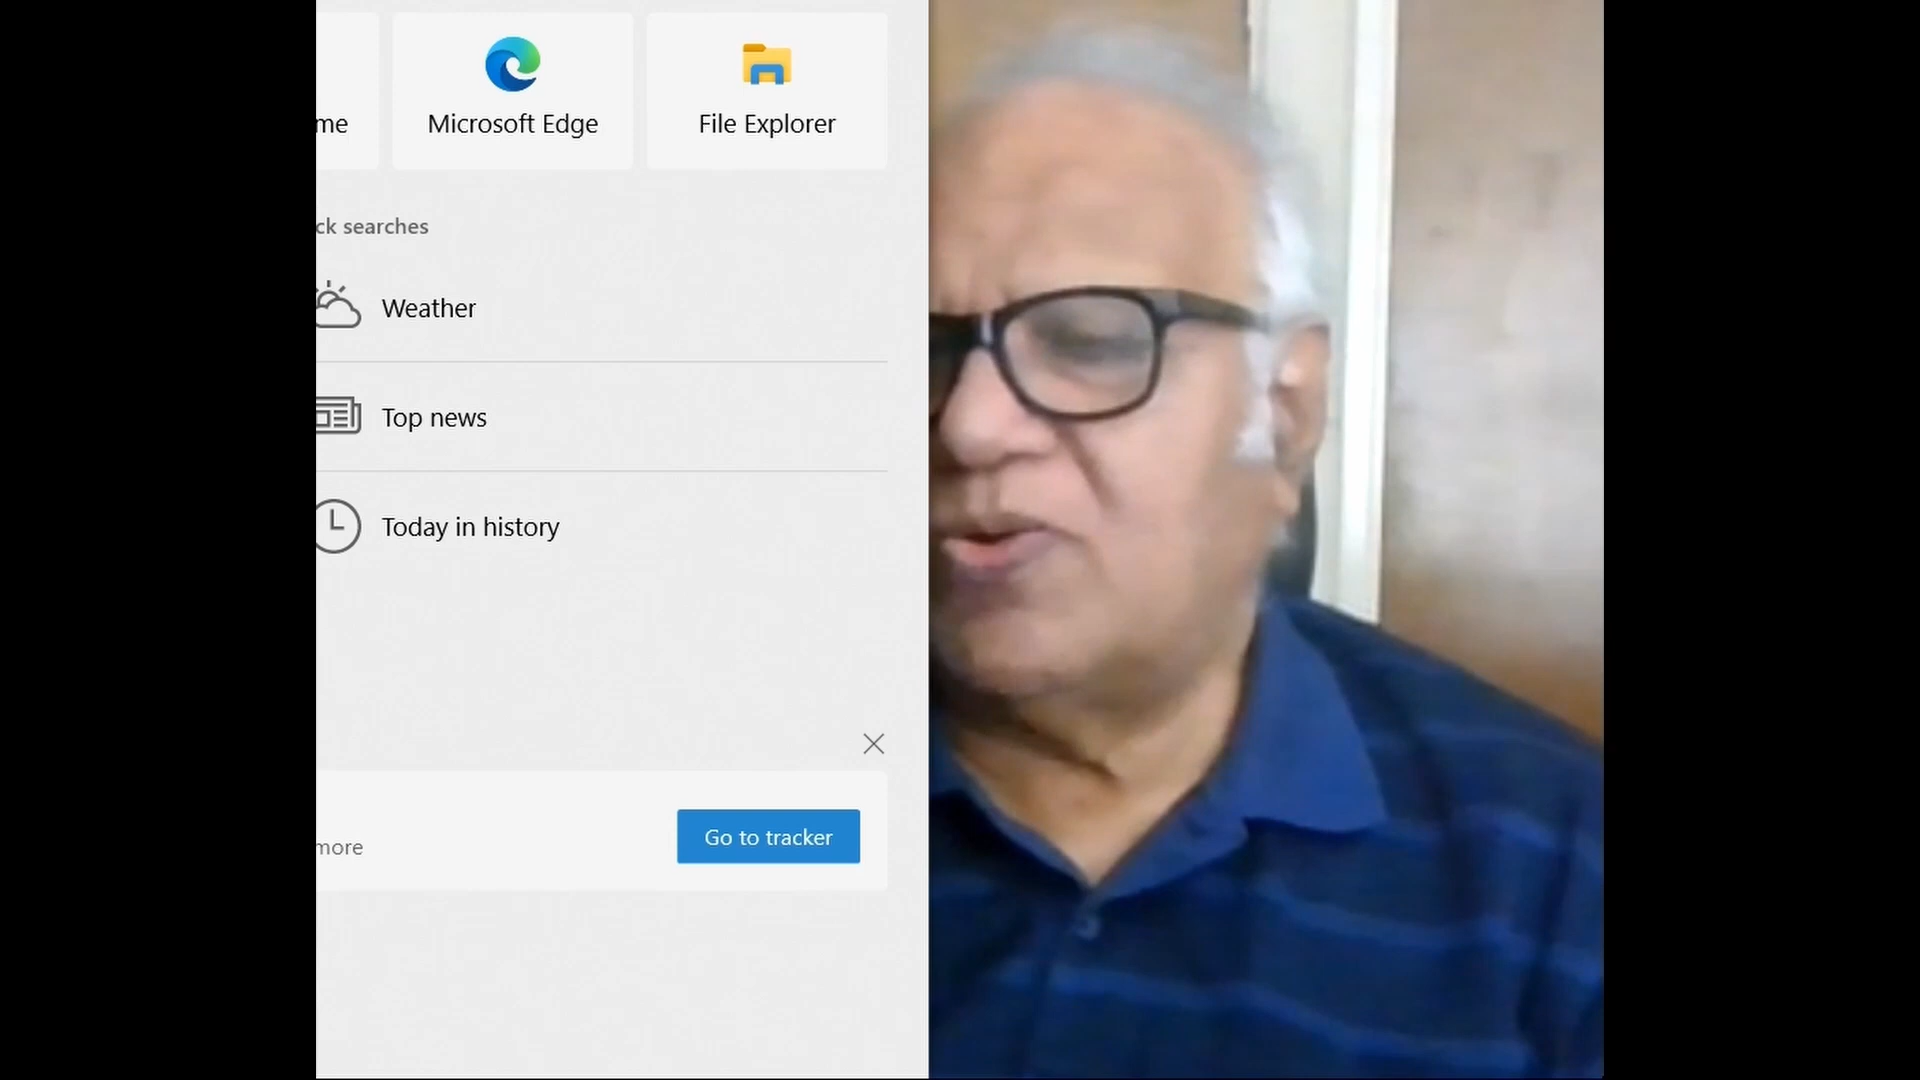 me
Microsoft Edge
File Explorer
ck searches
Weather
Top news
Today in history
more
Go to tracker